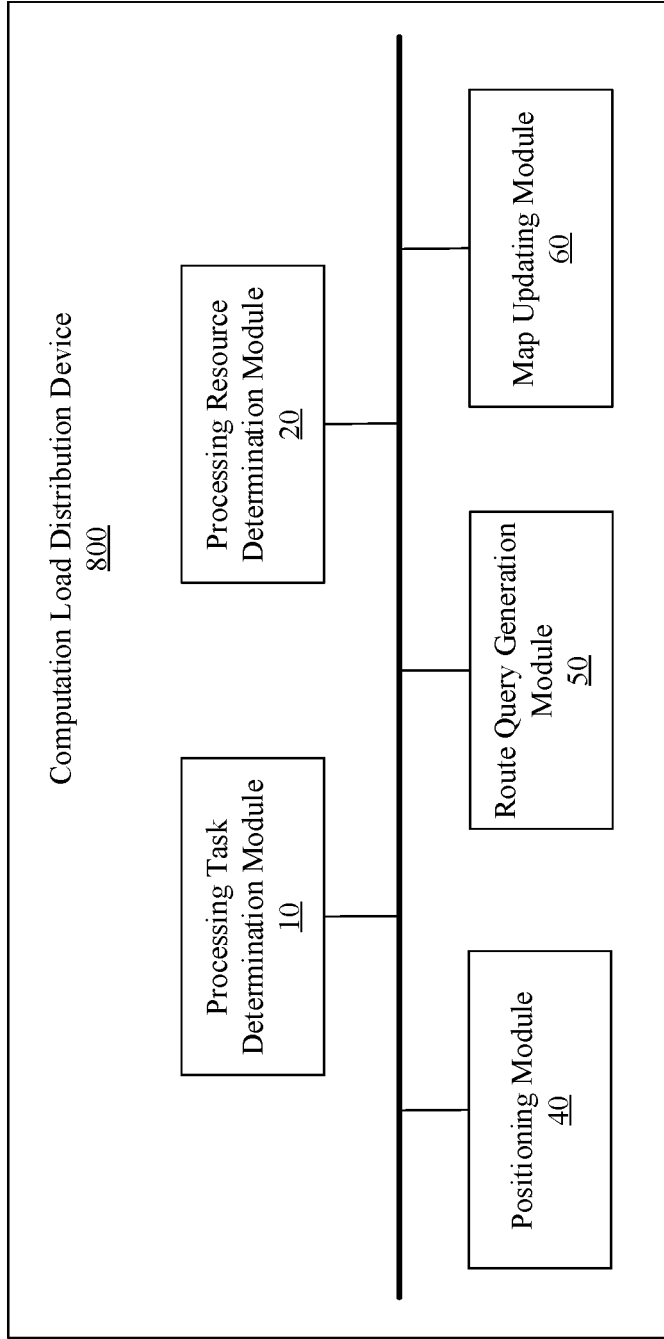 Computation Load Distribution Device
800
Processing Task
Determination Module
10
Processing Resource
Determination Module
20
Positioning Module
40
Route Query Generation
Module
50
Map Updating Module
60